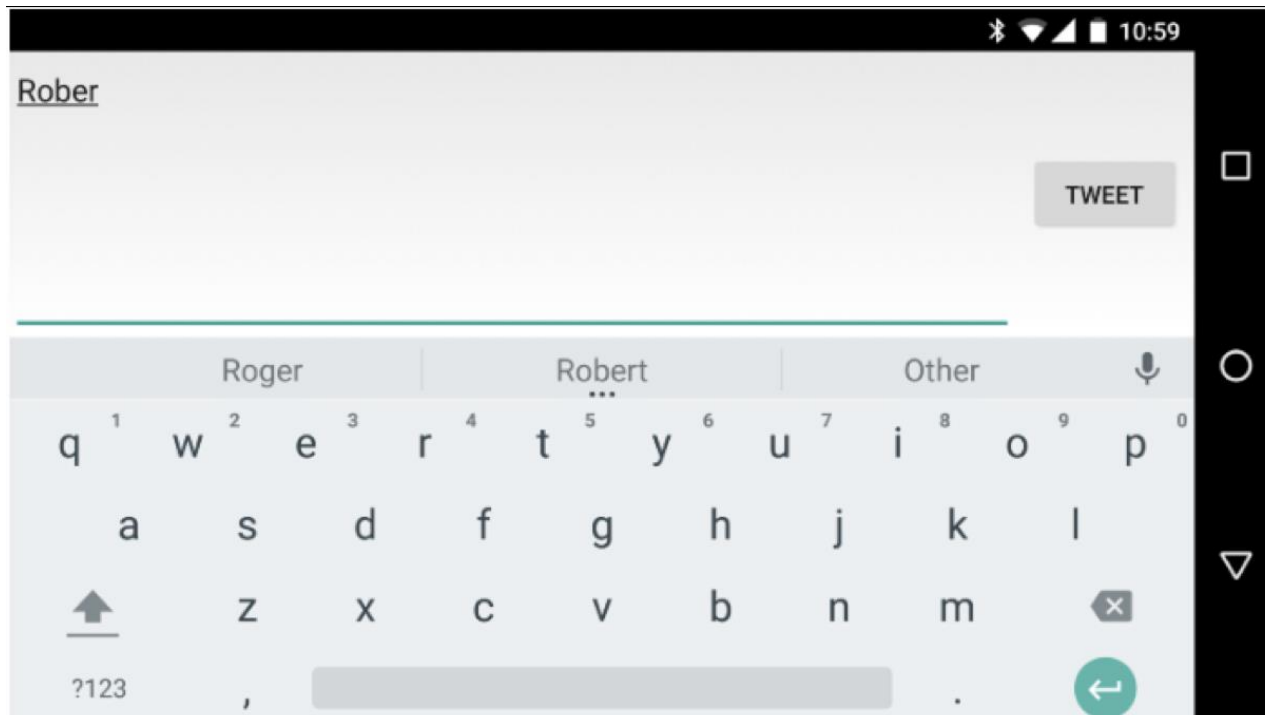 10:59
Rober
TWEET
Roger Robert Other
q 1 w 2 e 3 r 4 t 5 y 6 u 7 i 8 o 9 p 0
a s d f g h j k l
z x c v b n m
?123 , .